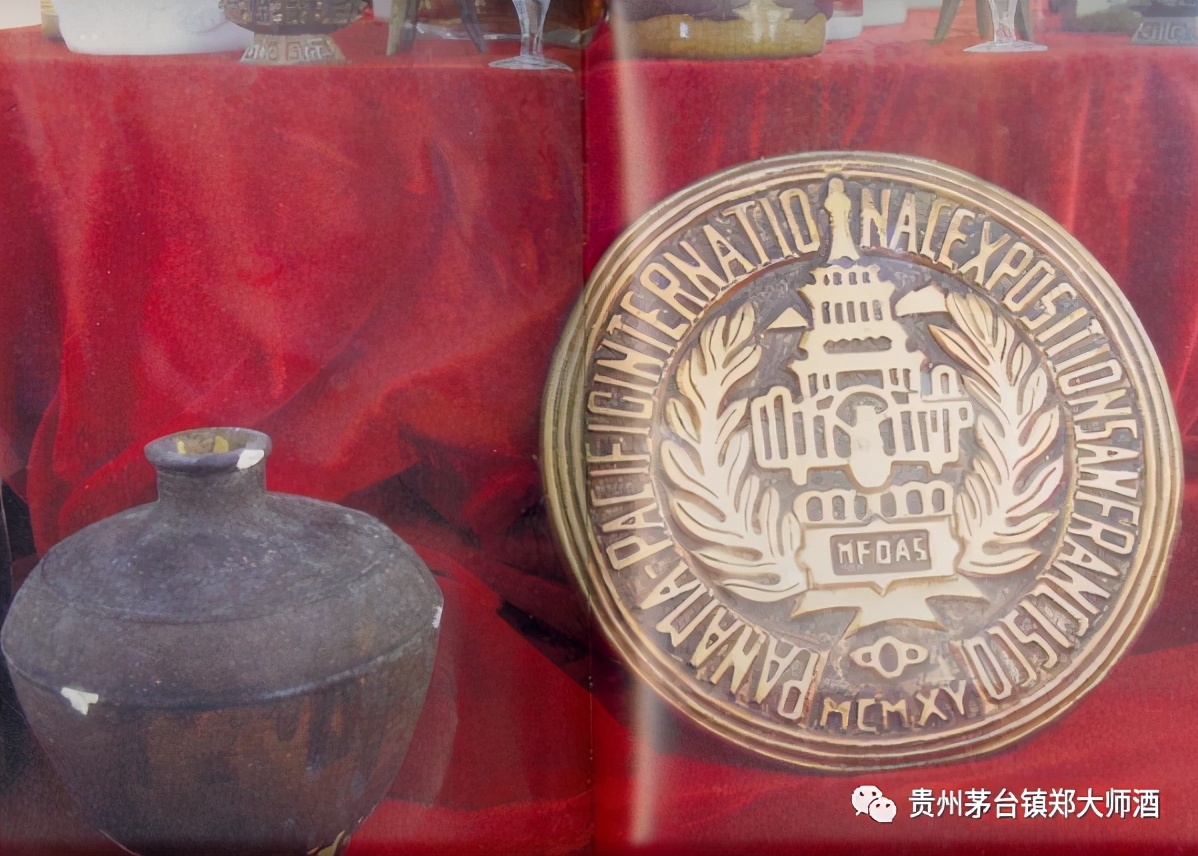 PANAMA-PACIFIC INTERNATIONAL EXPOSITION SAN FRANCISCO
MFDAS
MCMXV
贵州茅台镇郑大师酒